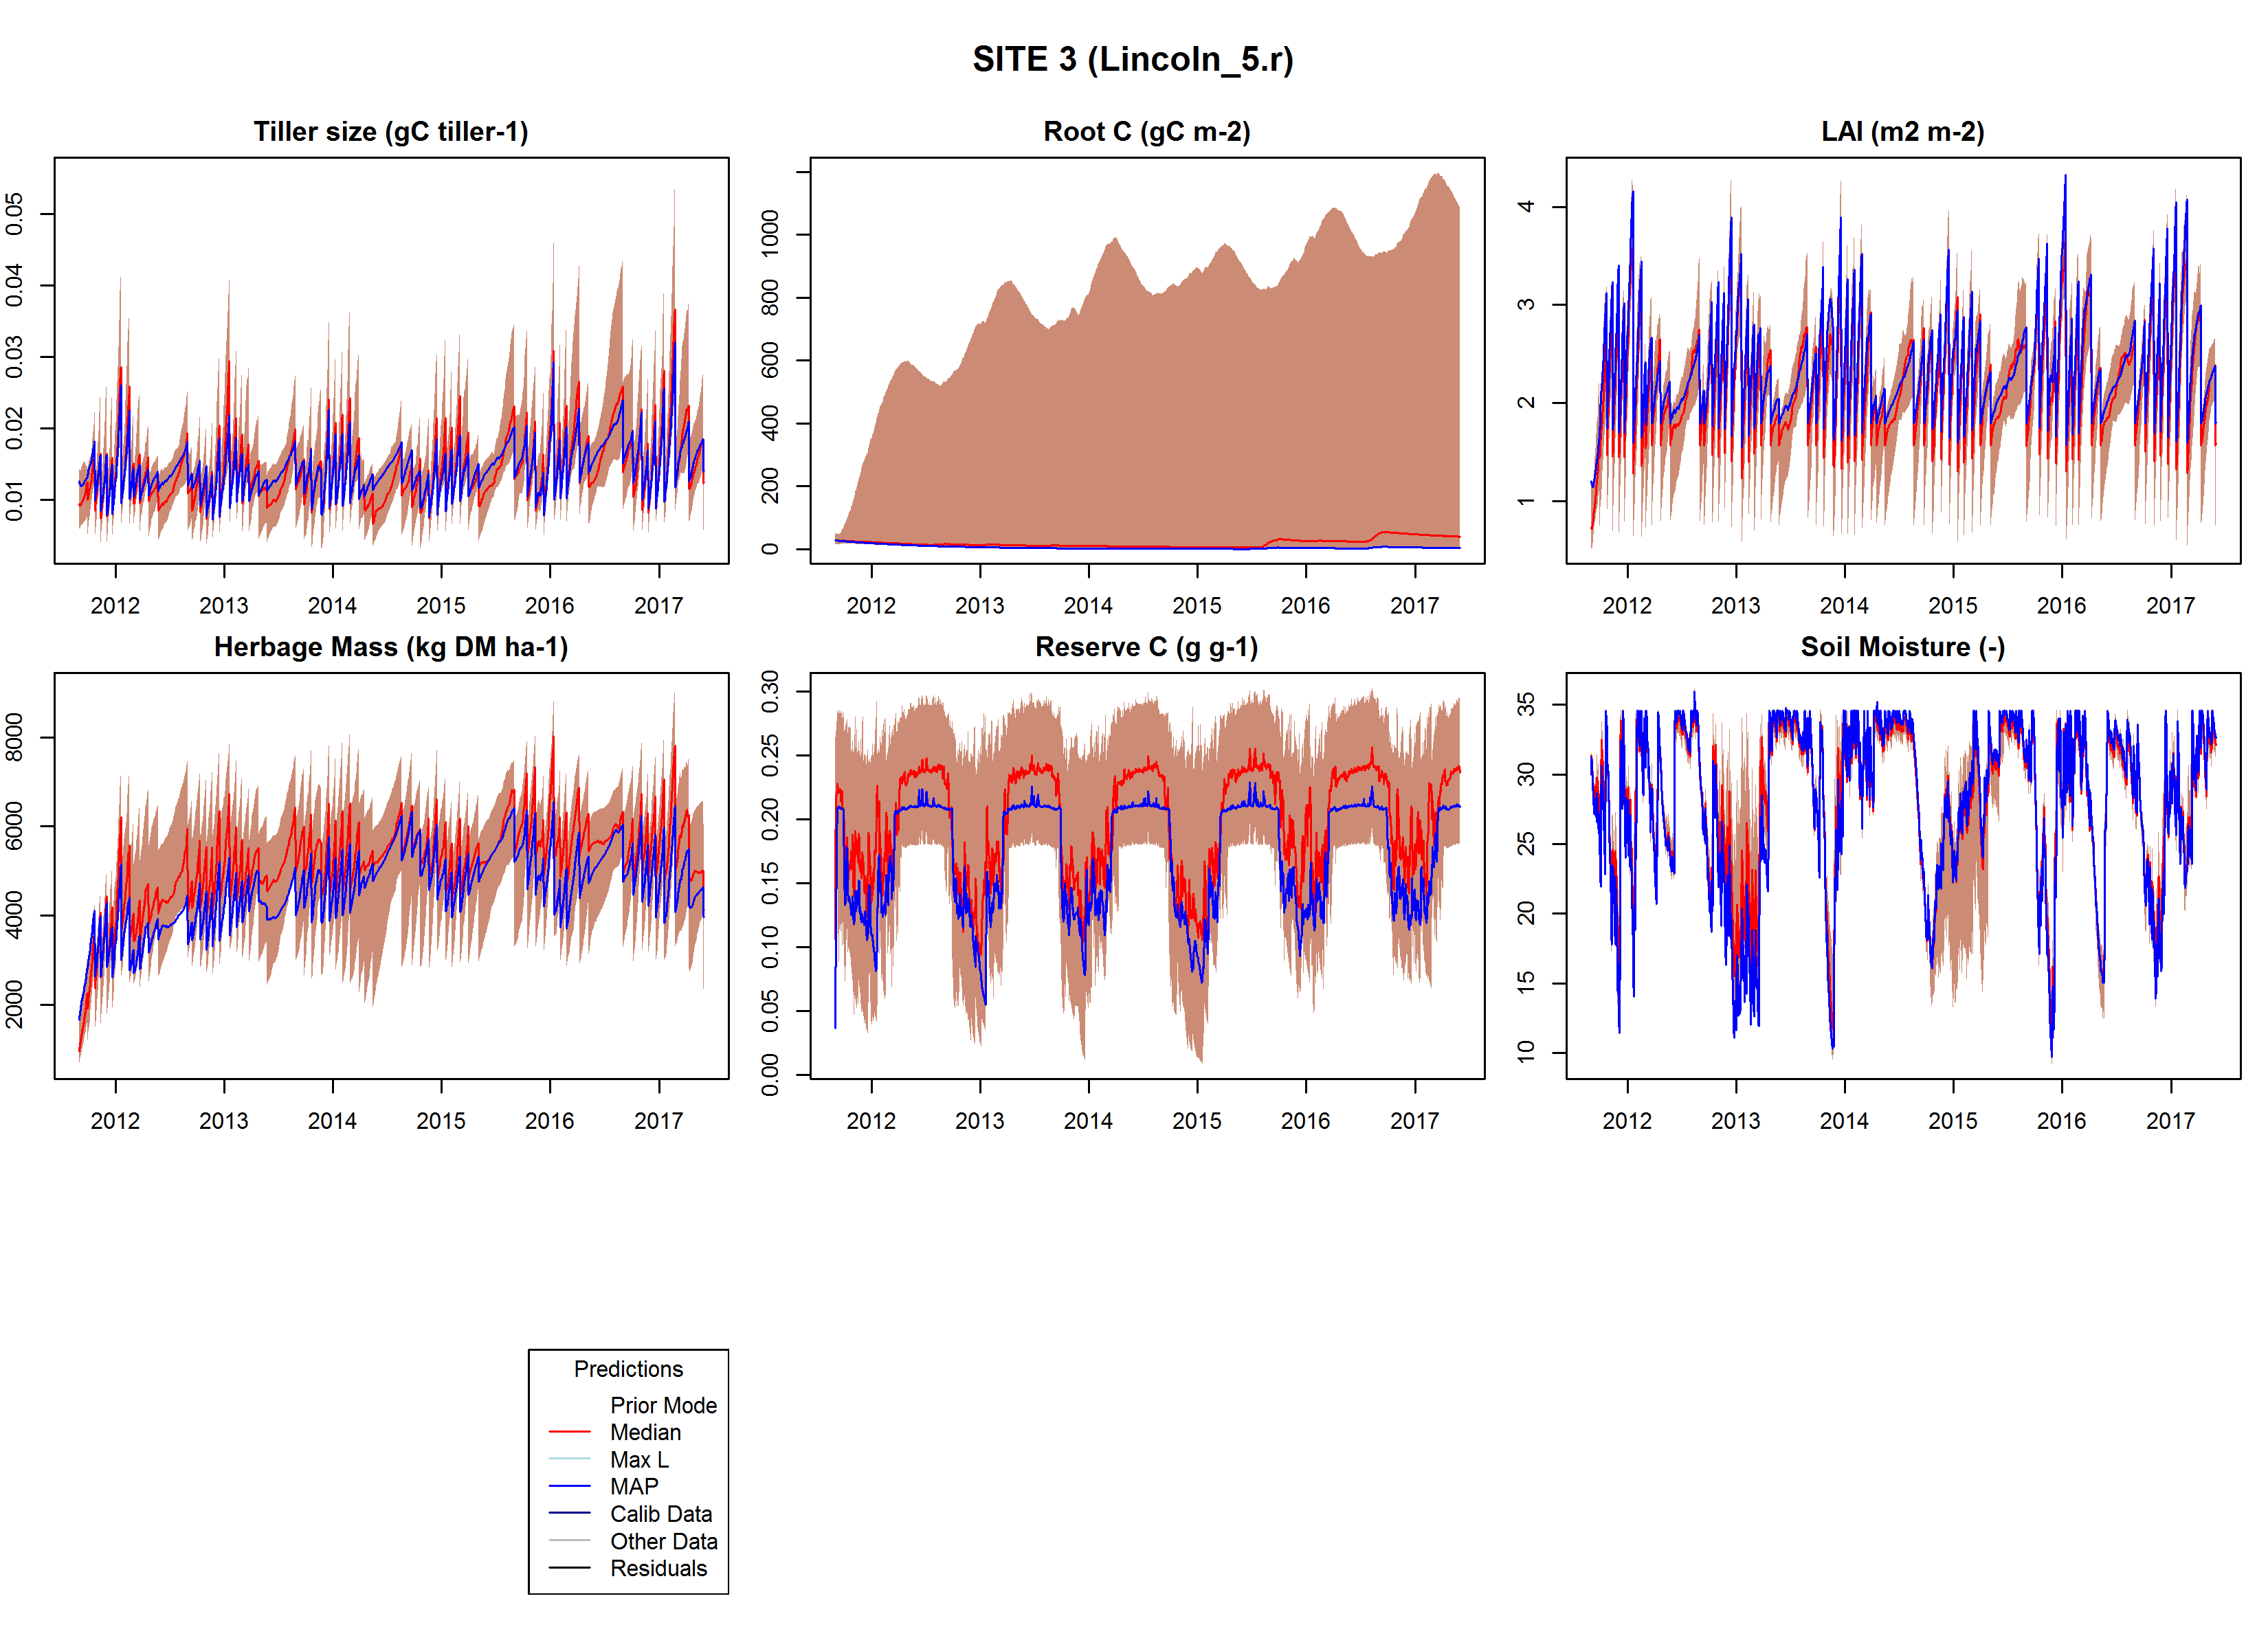 SITE 3 (Lincoln_5.r)
Tiller size (gC tiller-1)
0.01 0.02 0.03 0.04 0.05
2012 2013 2014 2015 2016 2017
Root C (gC m-2)
0 200 400 600 800 1000
2012 2013 2014 2015 2016 2017
LAI (m2 m-2)
1 2 3 4
2012 2013 2014 2015 2016 2017
Herbage Mass (kg DM ha-1)
2000 4000 6000 8000
2012 2013 2014 2015 2016 2017
Reserve C (g g-1)
0.00 0.05 0.10 0.15 0.20 0.25 0.30
2012 2013 2014 2015 2016 2017
Soil Moisture (-)
10 15 20 25 30 35
2012 2013 2014 2015 2016 2017
Predictions
Prior Mode
Median
Max L
MAP
Calib Data
Other Data
Residuals